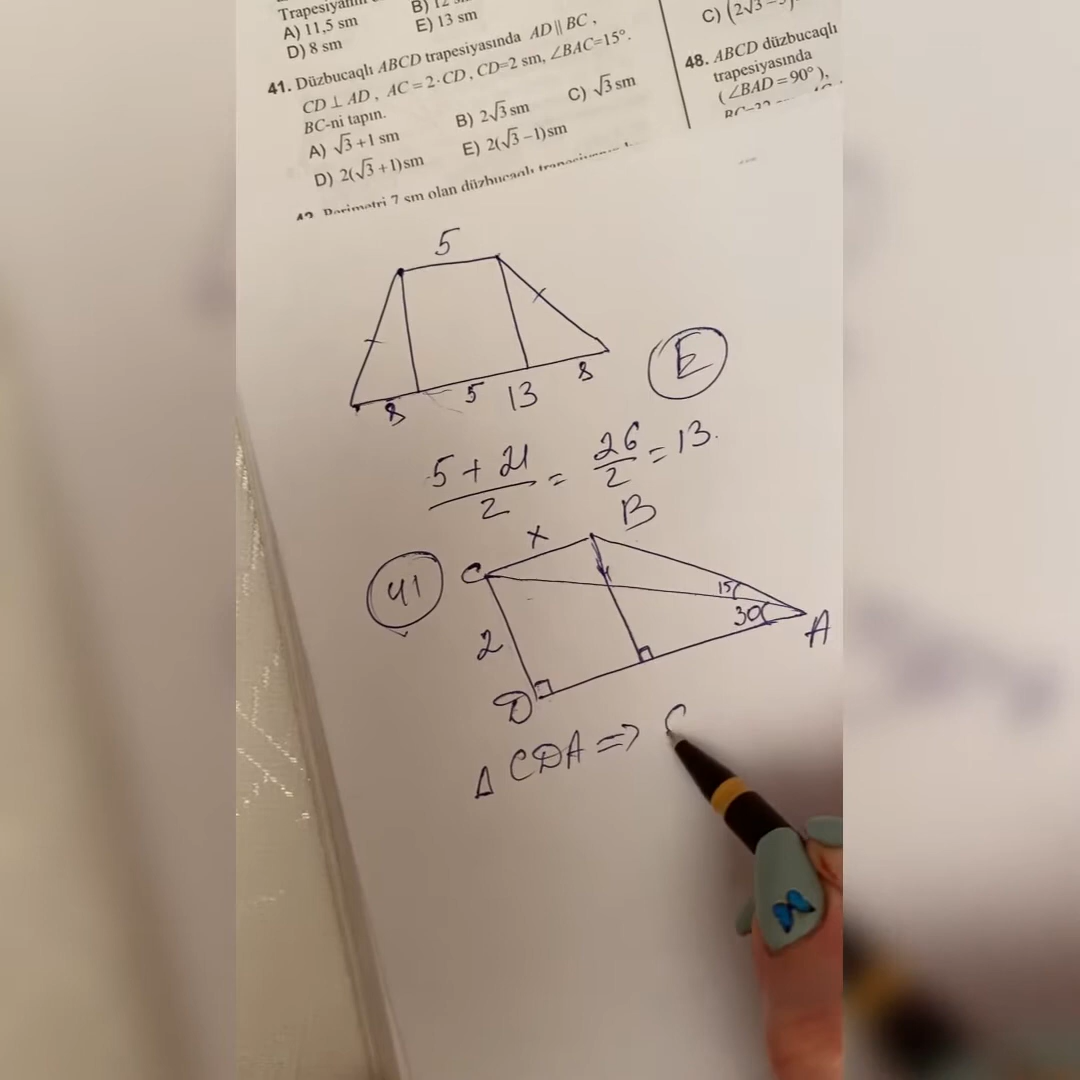 Trapesiyanın
A) 11,5 sm
E) 13 sm
D) 8 sm
41. Düzbucaqlı ABCD trapesiyasında AD || BC ,
CD ⊥ AD , AC = 2·CD , CD=2 sm, ∠BAC=15°.
BC-ni tapın.
A) √3+1 sm B) 2√3 sm C) √3 sm
D) 2(√3+1) sm E) 2(√3−1) sm
42. Perimetri 7 sm olan düzbucaqlı
48. ABCD düzbucaqlı
trapesiyasında
(∠BAD=90°),
5
8 5 13 8
E
5+21/2 = 26/2 = 13.
41
C x B
2 15
30 A
D
Δ CDA => C